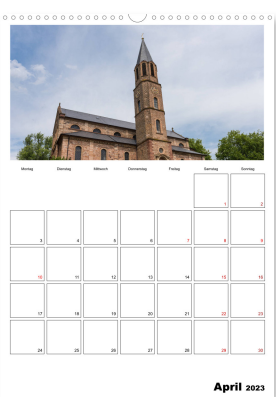 Montag Dienstag Mittwoch Donnerstag Freitag Samstag Sonntag
1 2
3 4 5 6 7 8 9
10 11 12 13 14 15 16
17 18 19 20 21 22 23
24 25 26 27 28 29 30
April 2023